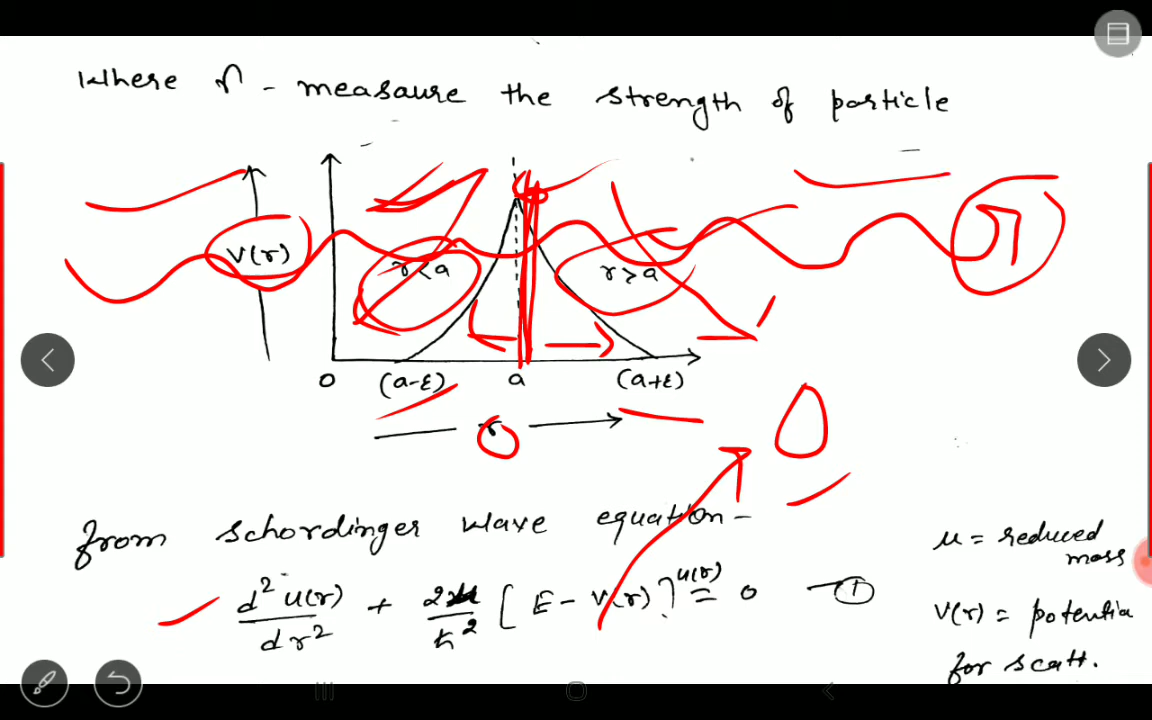 Where Γ - measaure the strength of particle
V(r)
r < a
r > a
0 (a-ε) a (a+ε)
r
from schordinger wave equation -
d² u(r) / dr² + 2μ / ħ² [ E - V(r) ] u(r) = 0 - ①
μ = reduced mass
V(r) = potentia
for scatt.